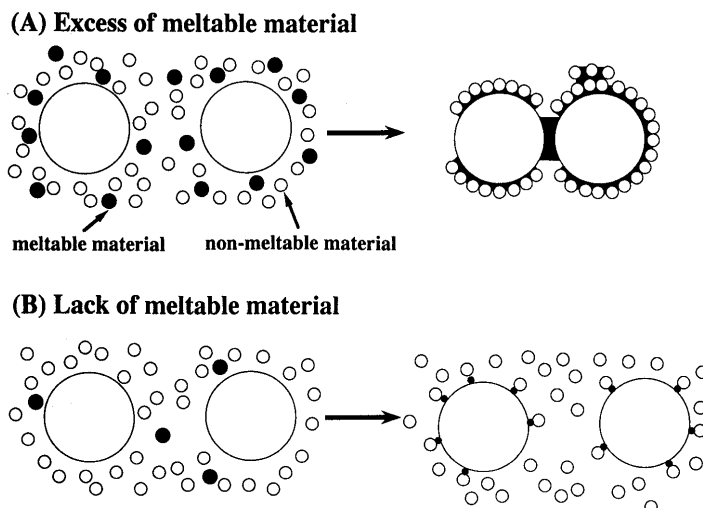 (A) Excess of meltable material
meltable material
non-meltable material
(B) Lack of meltable material